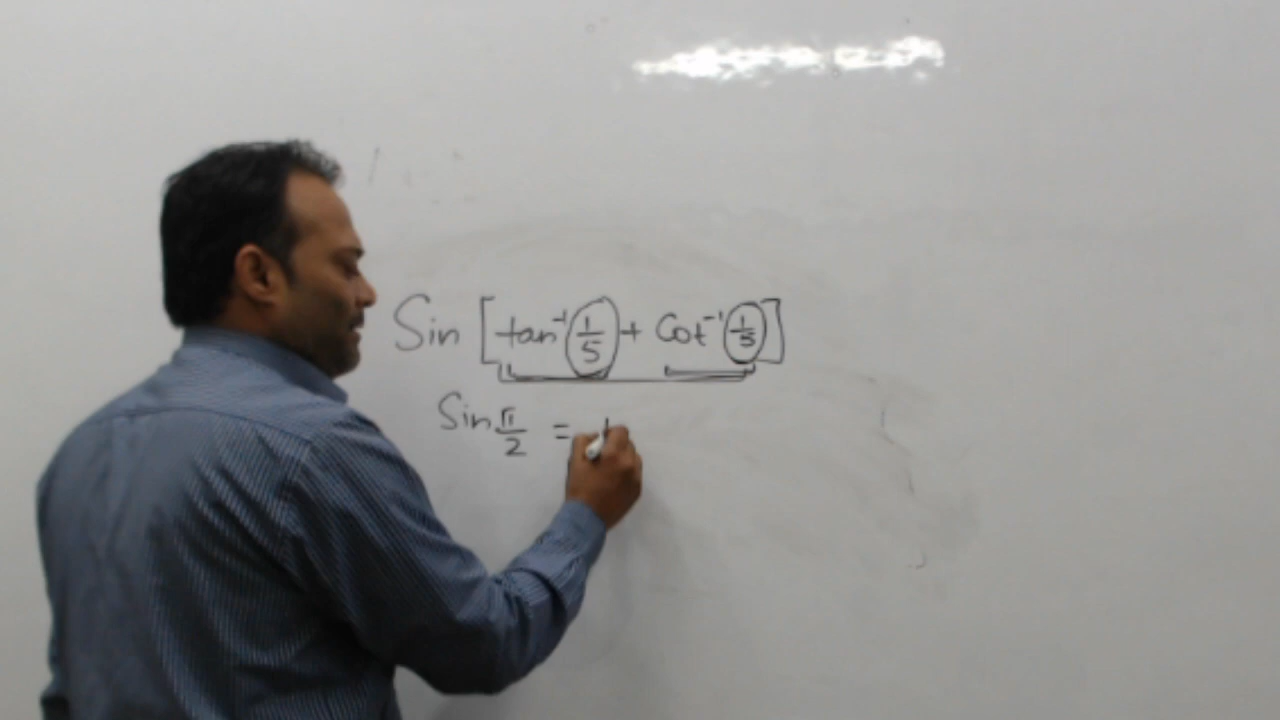 Sin [tan⁻¹(1/5) + Cot⁻¹(1/5)]
Sin π/2 = 1